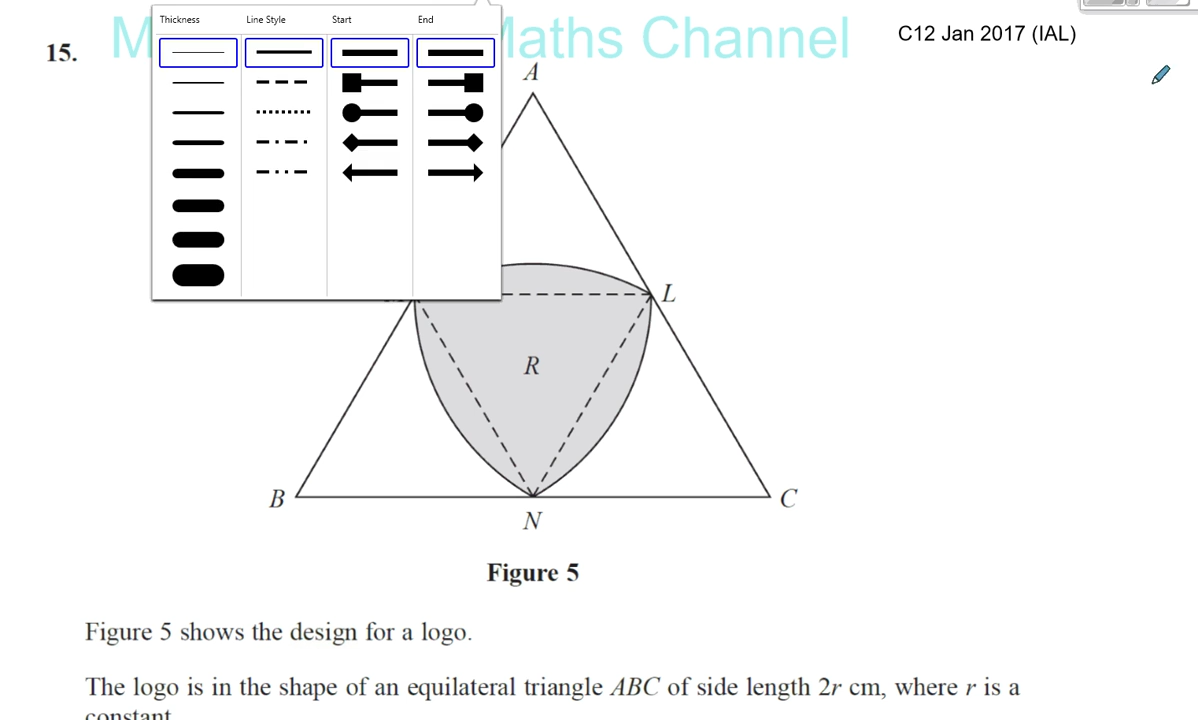 Thickness Line Style Start End
15.
M
Maths Channel
C12 Jan 2017 (IAL)
A
L
R
B
C
N
Figure 5
Figure 5 shows the design for a logo.
The logo is in the shape of an equilateral triangle ABC of side length 2r cm, where r is a
constant